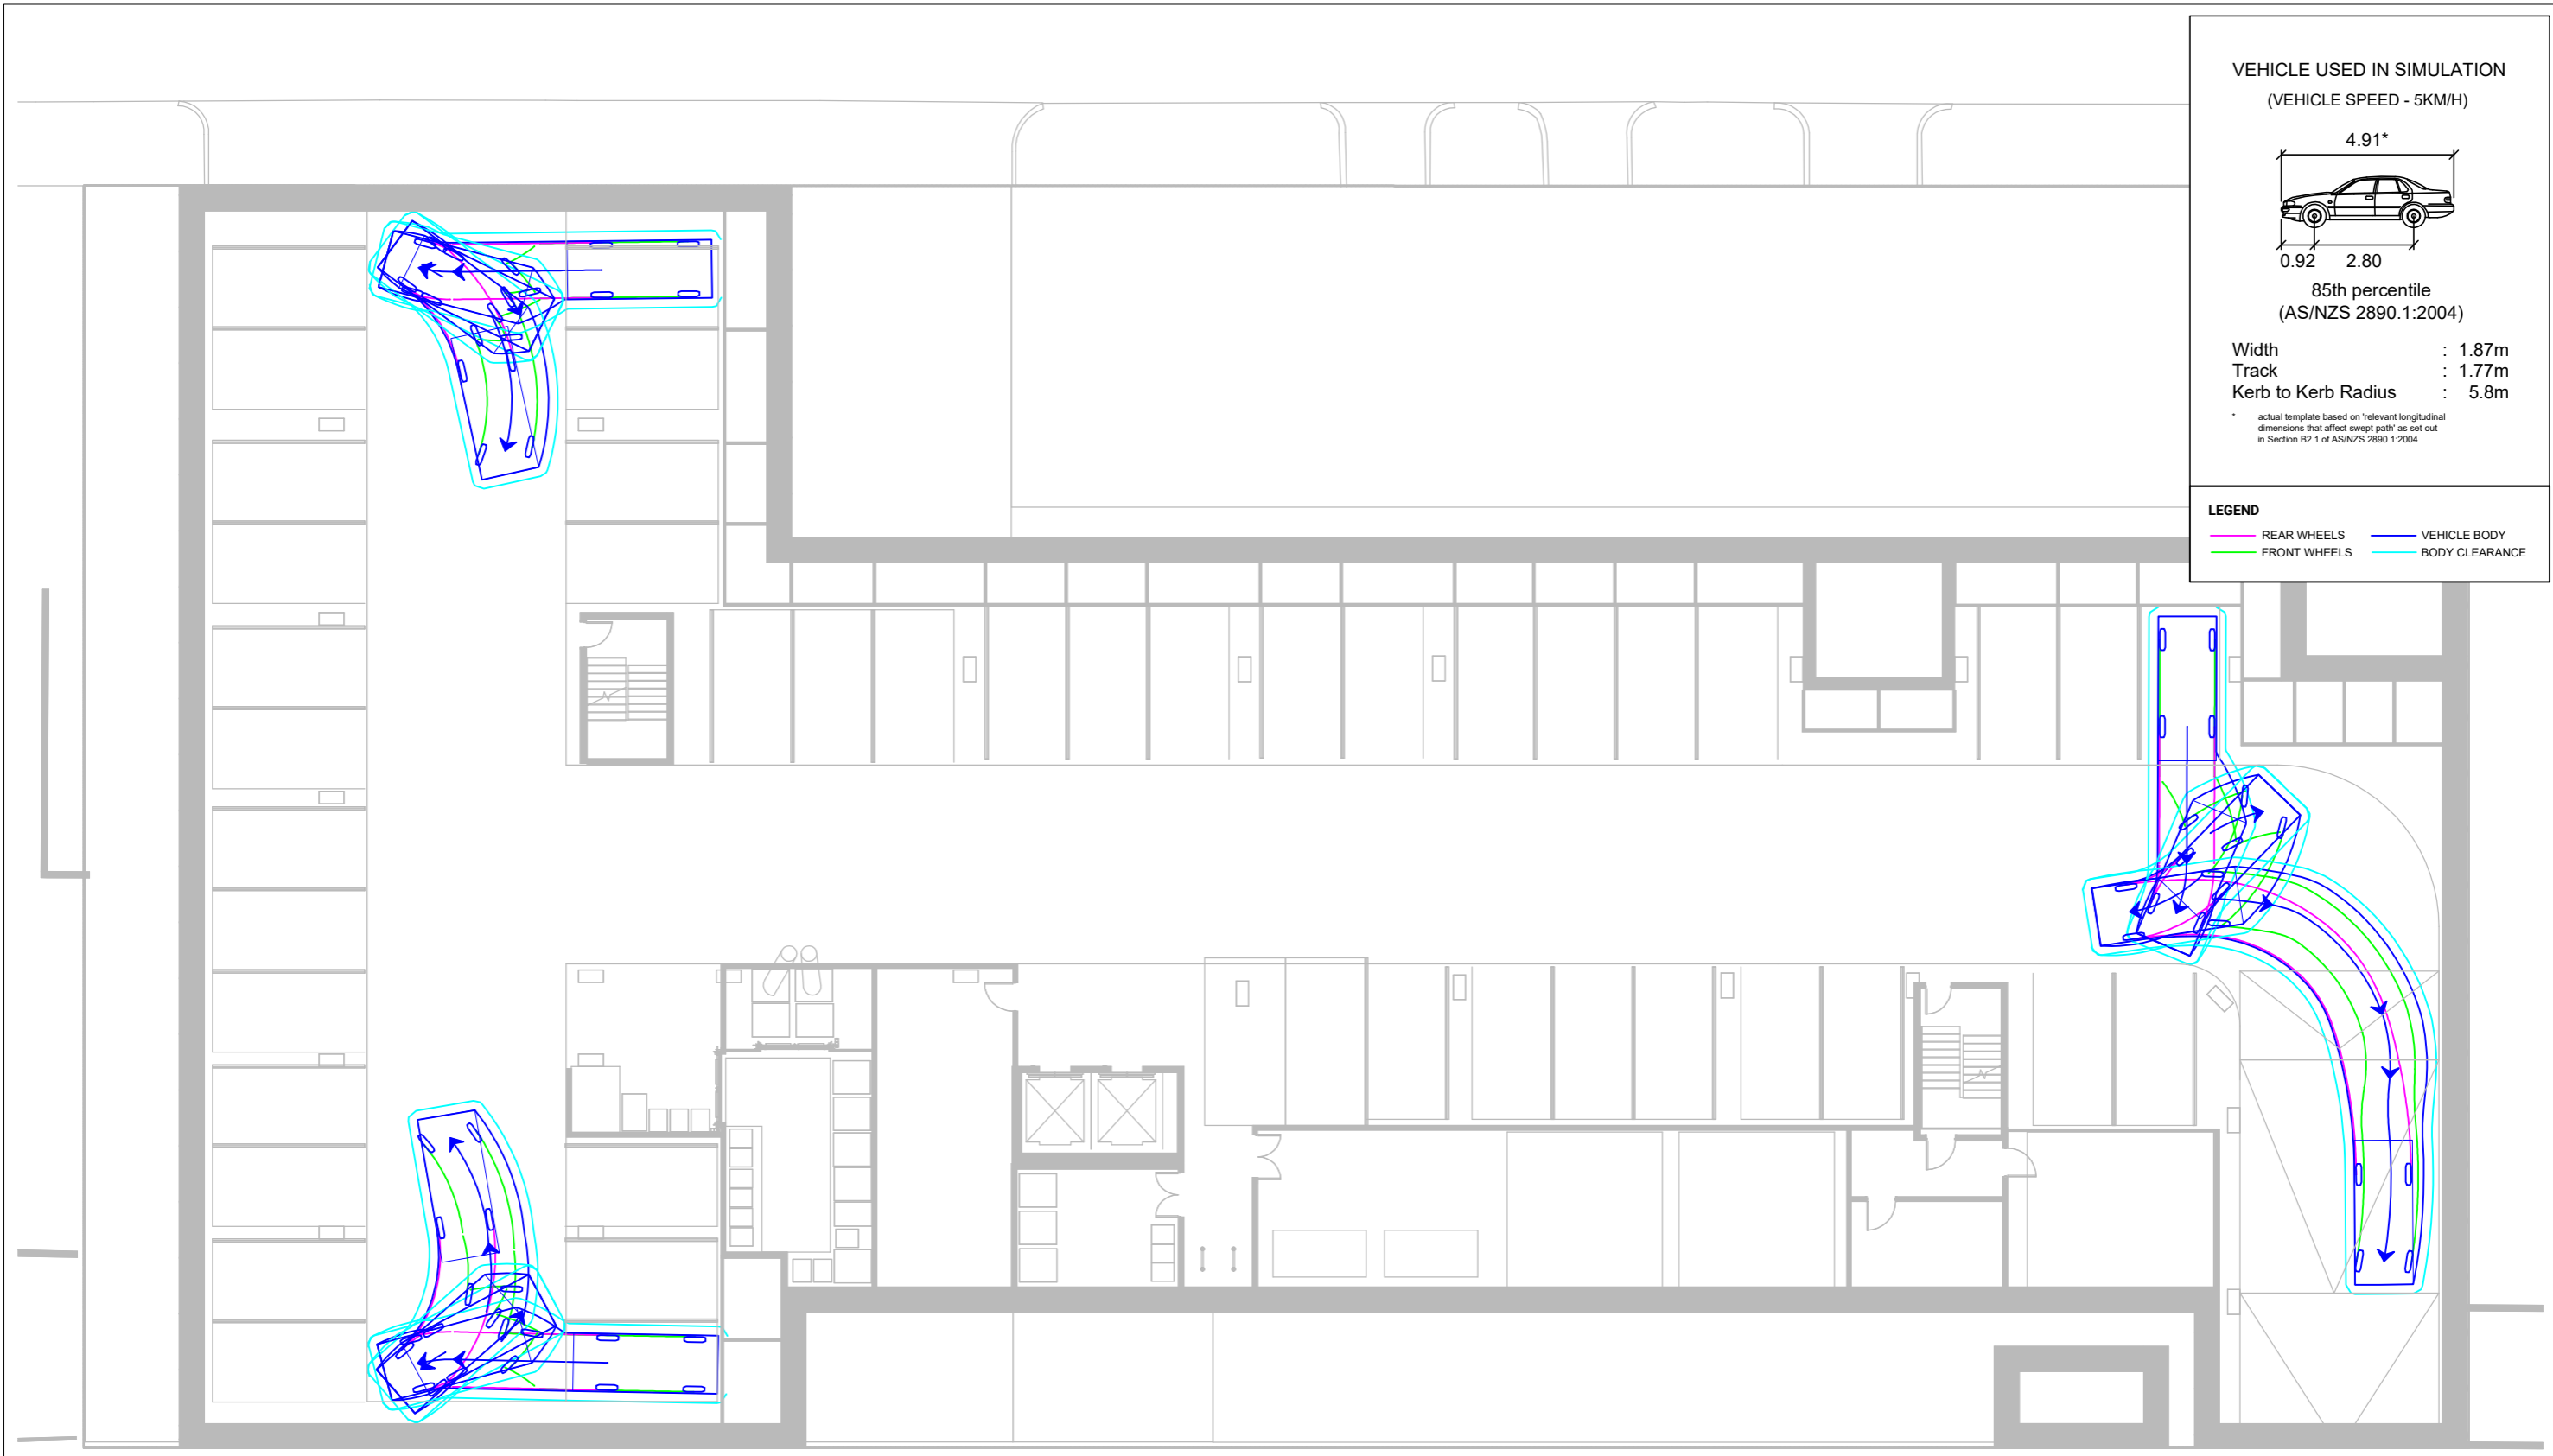 VEHICLE USED IN SIMULATION
(VEHICLE SPEED - 5KM/H)
4.91*
0.92 2.80
85th percentile
(AS/NZS 2890.1:2004)
Width : 1.87m
Track : 1.77m
Kerb to Kerb Radius : 5.8m
* actual template based on 'relevant longitudinal
dimensions that affect swept path' as set out
in Section B2.1 of AS/NZS 2890.1:2004
LEGEND
REAR WHEELS VEHICLE BODY
FRONT WHEELS BODY CLEARANCE